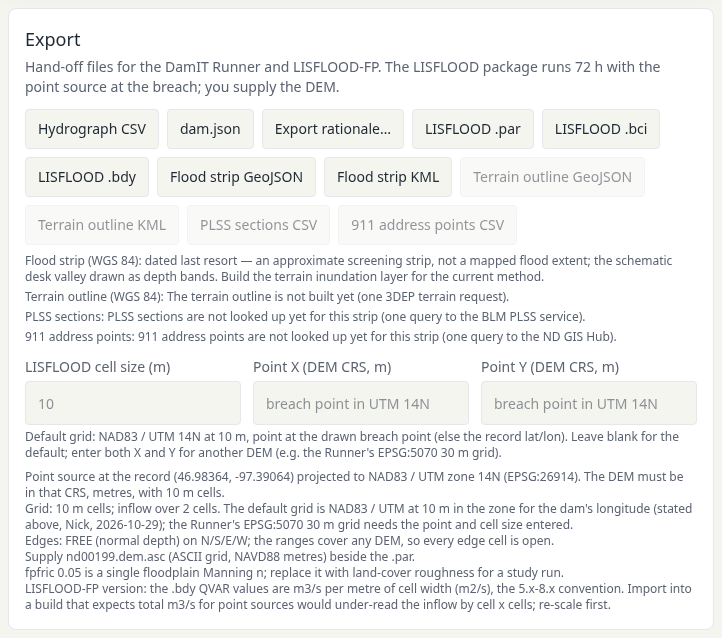 Export
Hand-off files for the DamIT Runner and LISFLOOD-FP. The LISFLOOD package runs 72 h with the
point source at the breach; you supply the DEM.
Hydrograph CSV
dam.json
Export rationale...
LISFLOOD .par
LISFLOOD .bci
LISFLOOD .bdy
Flood strip GeoJSON
Flood strip KML
Terrain outline GeoJSON
Terrain outline KML
PLSS sections CSV
911 address points CSV
Flood strip (WGS 84): dated last resort — an approximate screening strip, not a mapped flood extent; the schematic
desk valley drawn as depth bands. Build the terrain inundation layer for the current method.
Terrain outline (WGS 84): The terrain outline is not built yet (one 3DEP terrain request).
PLSS sections: PLSS sections are not looked up yet for this strip (one query to the BLM PLSS service).
911 address points: 911 address points are not looked up yet for this strip (one query to the ND GIS Hub).
LISFLOOD cell size (m)
Point X (DEM CRS, m)
Point Y (DEM CRS, m)
10
breach point in UTM 14N
breach point in UTM 14N
Default grid: NAD83 / UTM 14N at 10 m, point at the drawn breach point (else the record lat/lon). Leave blank for the
default; enter both X and Y for another DEM (e.g. the Runner's EPSG:5070 30 m grid).
Point source at the record (46.98364, -97.39064) projected to NAD83 / UTM zone 14N (EPSG:26914). The DEM must be
in that CRS, metres, with 10 m cells.
Grid: 10 m cells; inflow over 2 cells. The default grid is NAD83 / UTM at 10 m in the zone for the dam's longitude (stated
above, Nick, 2026-10-29); the Runner's EPSG:5070 30 m grid needs the point and cell size entered.
Edges: FREE (normal depth) on N/S/E/W; the ranges cover any DEM, so every edge cell is open.
Supply nd00199.dem.asc (ASCII grid, NAVD88 metres) beside the .par.
fpfric 0.05 is a single floodplain Manning n; replace it with land-cover roughness for a study run.
LISFLOOD-FP version: the .bdy QVAR values are m3/s per metre of cell width (m2/s), the 5.x-8.x convention. Import into
a build that expects total m3/s for point sources would under-read the inflow by cell x cells; re-scale first.